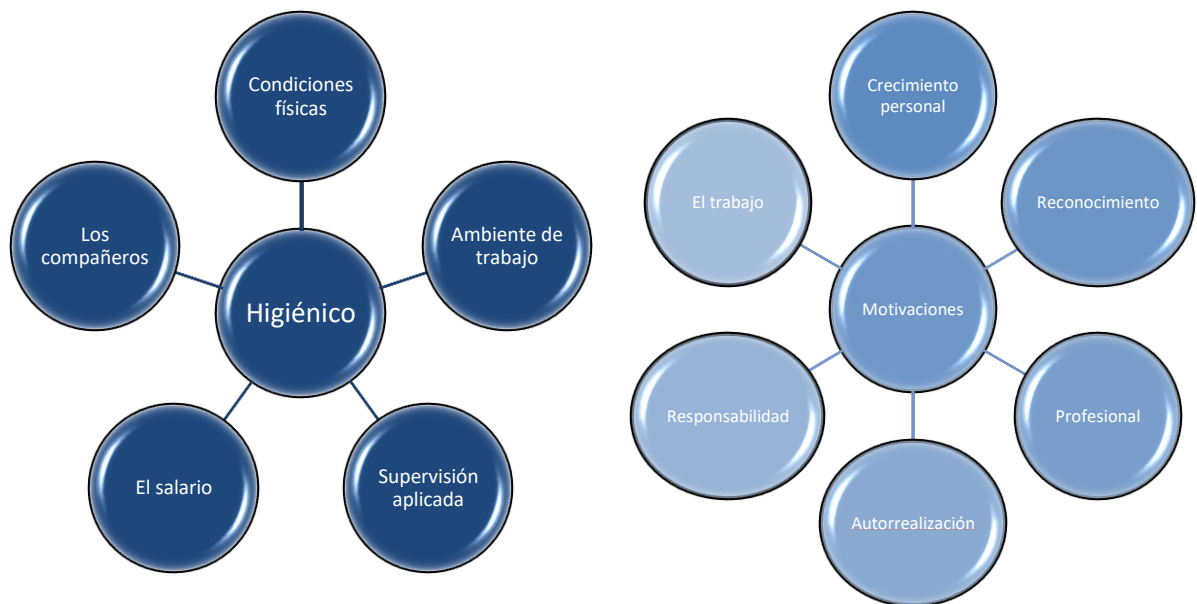 Condiciones
físicas
Los
compañeros
Ambiente de
trabajo
Higiénico
El salario
Supervisión
aplicada
Crecimiento
personal
El trabajo
Reconocimiento
Motivaciones
Responsabilidad
Profesional
Autorrealización